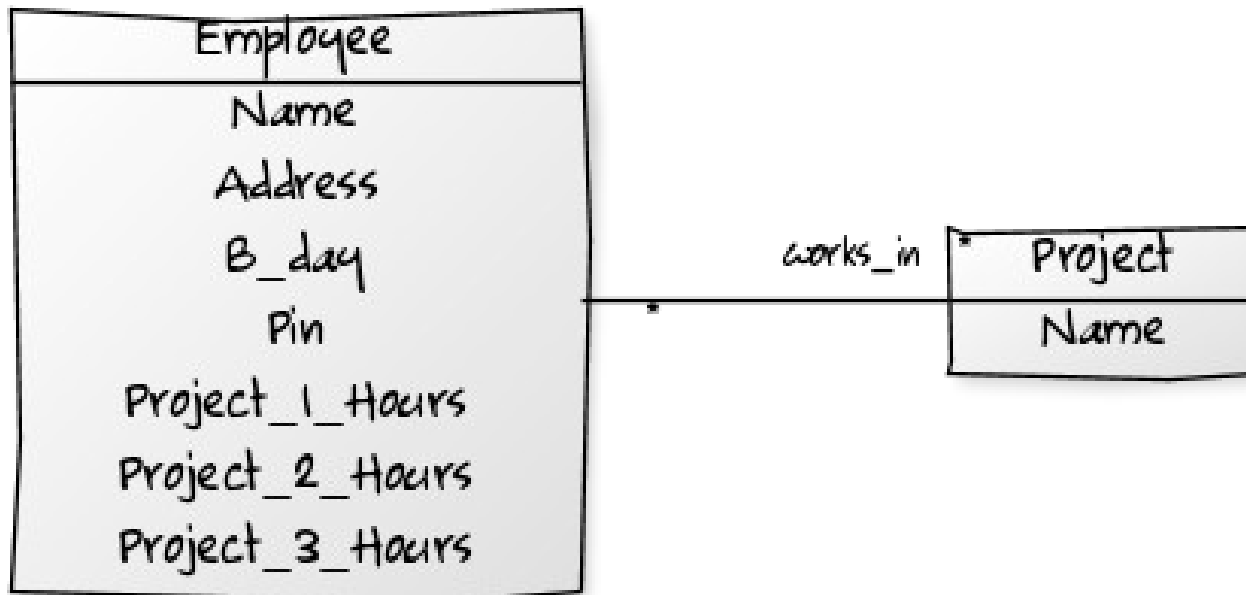 Employee
Name
Address
B_day
Pin
Project_1_Hours
Project_2_Hours
Project_3_Hours
*
works_in
*
Project
Name